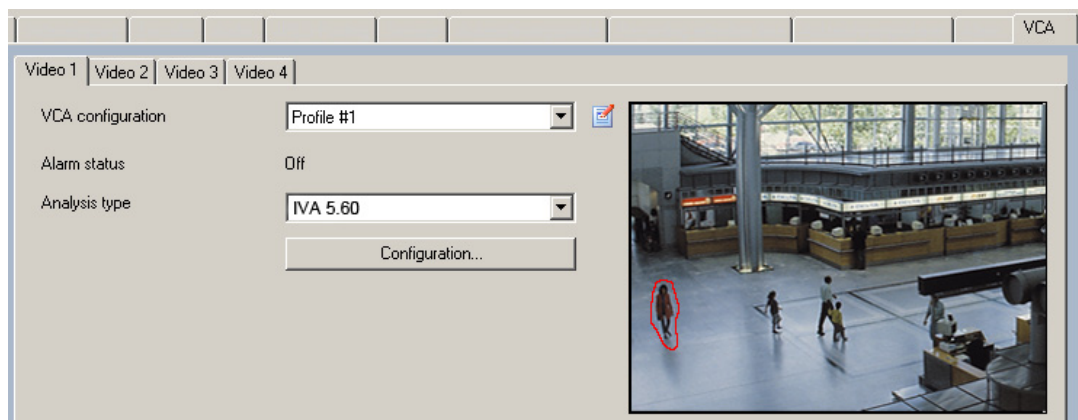 VCA
Video 1 Video 2 Video 3 Video 4
VCA configuration Profile #1
Alarm status Off
Analysis type IVA 5.60
Configuration...